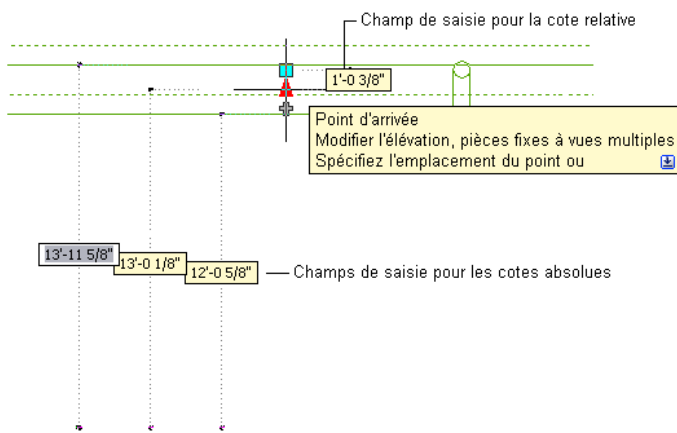 Champ de saisie pour la cote relative
1'-0 3/8"
Point d'arrivée
Modifier l'élévation, pièces fixes à vues multiples
Spécifiez l'emplacement du point ou
13'-11 5/8"
13'-0 1/8"
12'-0 5/8"
Champs de saisie pour les cotes absolues